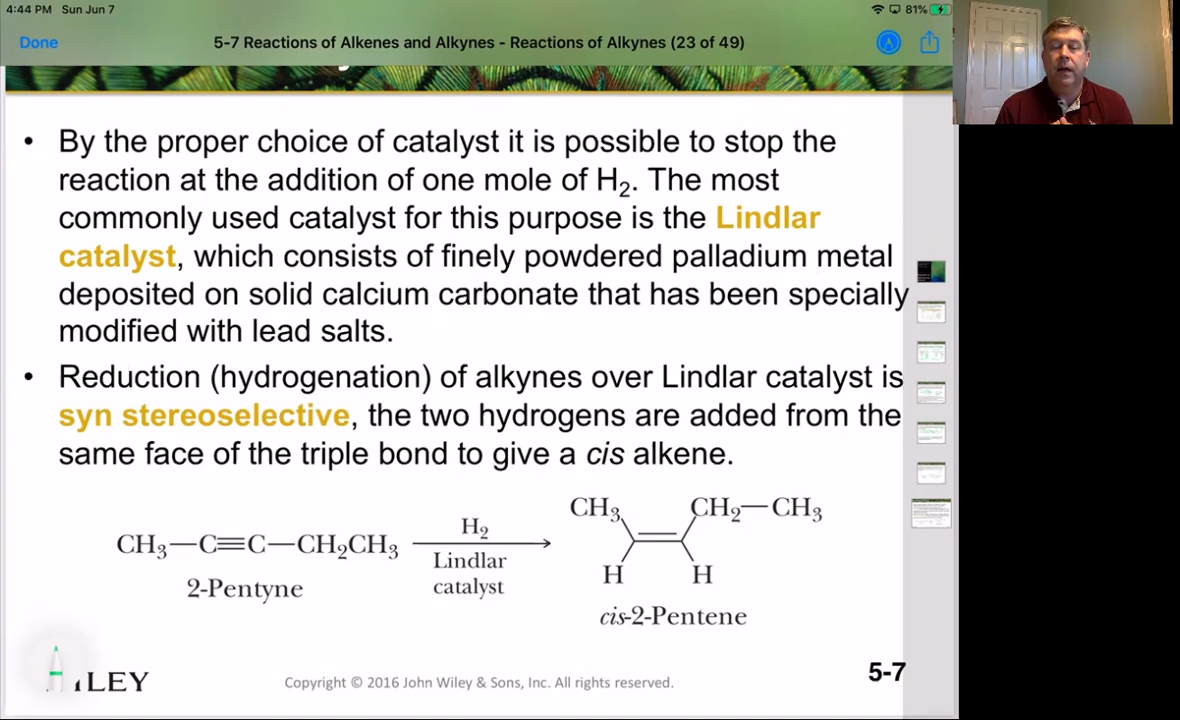 4:44 PM Sun Jun 7
81%
Done
5-7 Reactions of Alkenes and Alkynes - Reactions of Alkynes (23 of 49)
• By the proper choice of catalyst it is possible to stop the
reaction at the addition of one mole of H₂. The most
commonly used catalyst for this purpose is the Lindlar
catalyst, which consists of finely powdered palladium metal
deposited on solid calcium carbonate that has been specially
modified with lead salts.
• Reduction (hydrogenation) of alkynes over Lindlar catalyst is
syn stereoselective, the two hydrogens are added from the
same face of the triple bond to give a cis alkene.
CH₃—C≡C—CH₂CH₃
2-Pentyne
H₂
Lindlar
catalyst
CH₃ CH₂—CH₃
H H
cis-2-Pentene
ILEY
Copyright © 2016 John Wiley & Sons, Inc. All rights reserved.
5-7